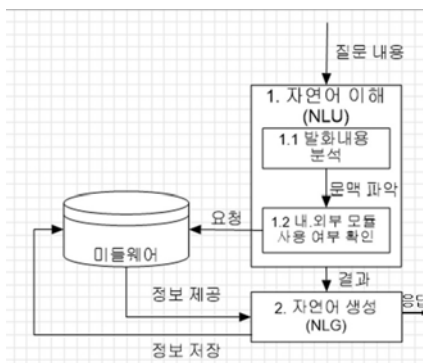 질문 내용
1. 자연어 이해
(NLU)
1.1 발화내용
분석
문맥 파악
요청
1.2 내.외부 모듈
사용 여부 확인
미들웨어
결과
정보 제공
2. 자연어 생성
(NLG)
응답
정보 저장